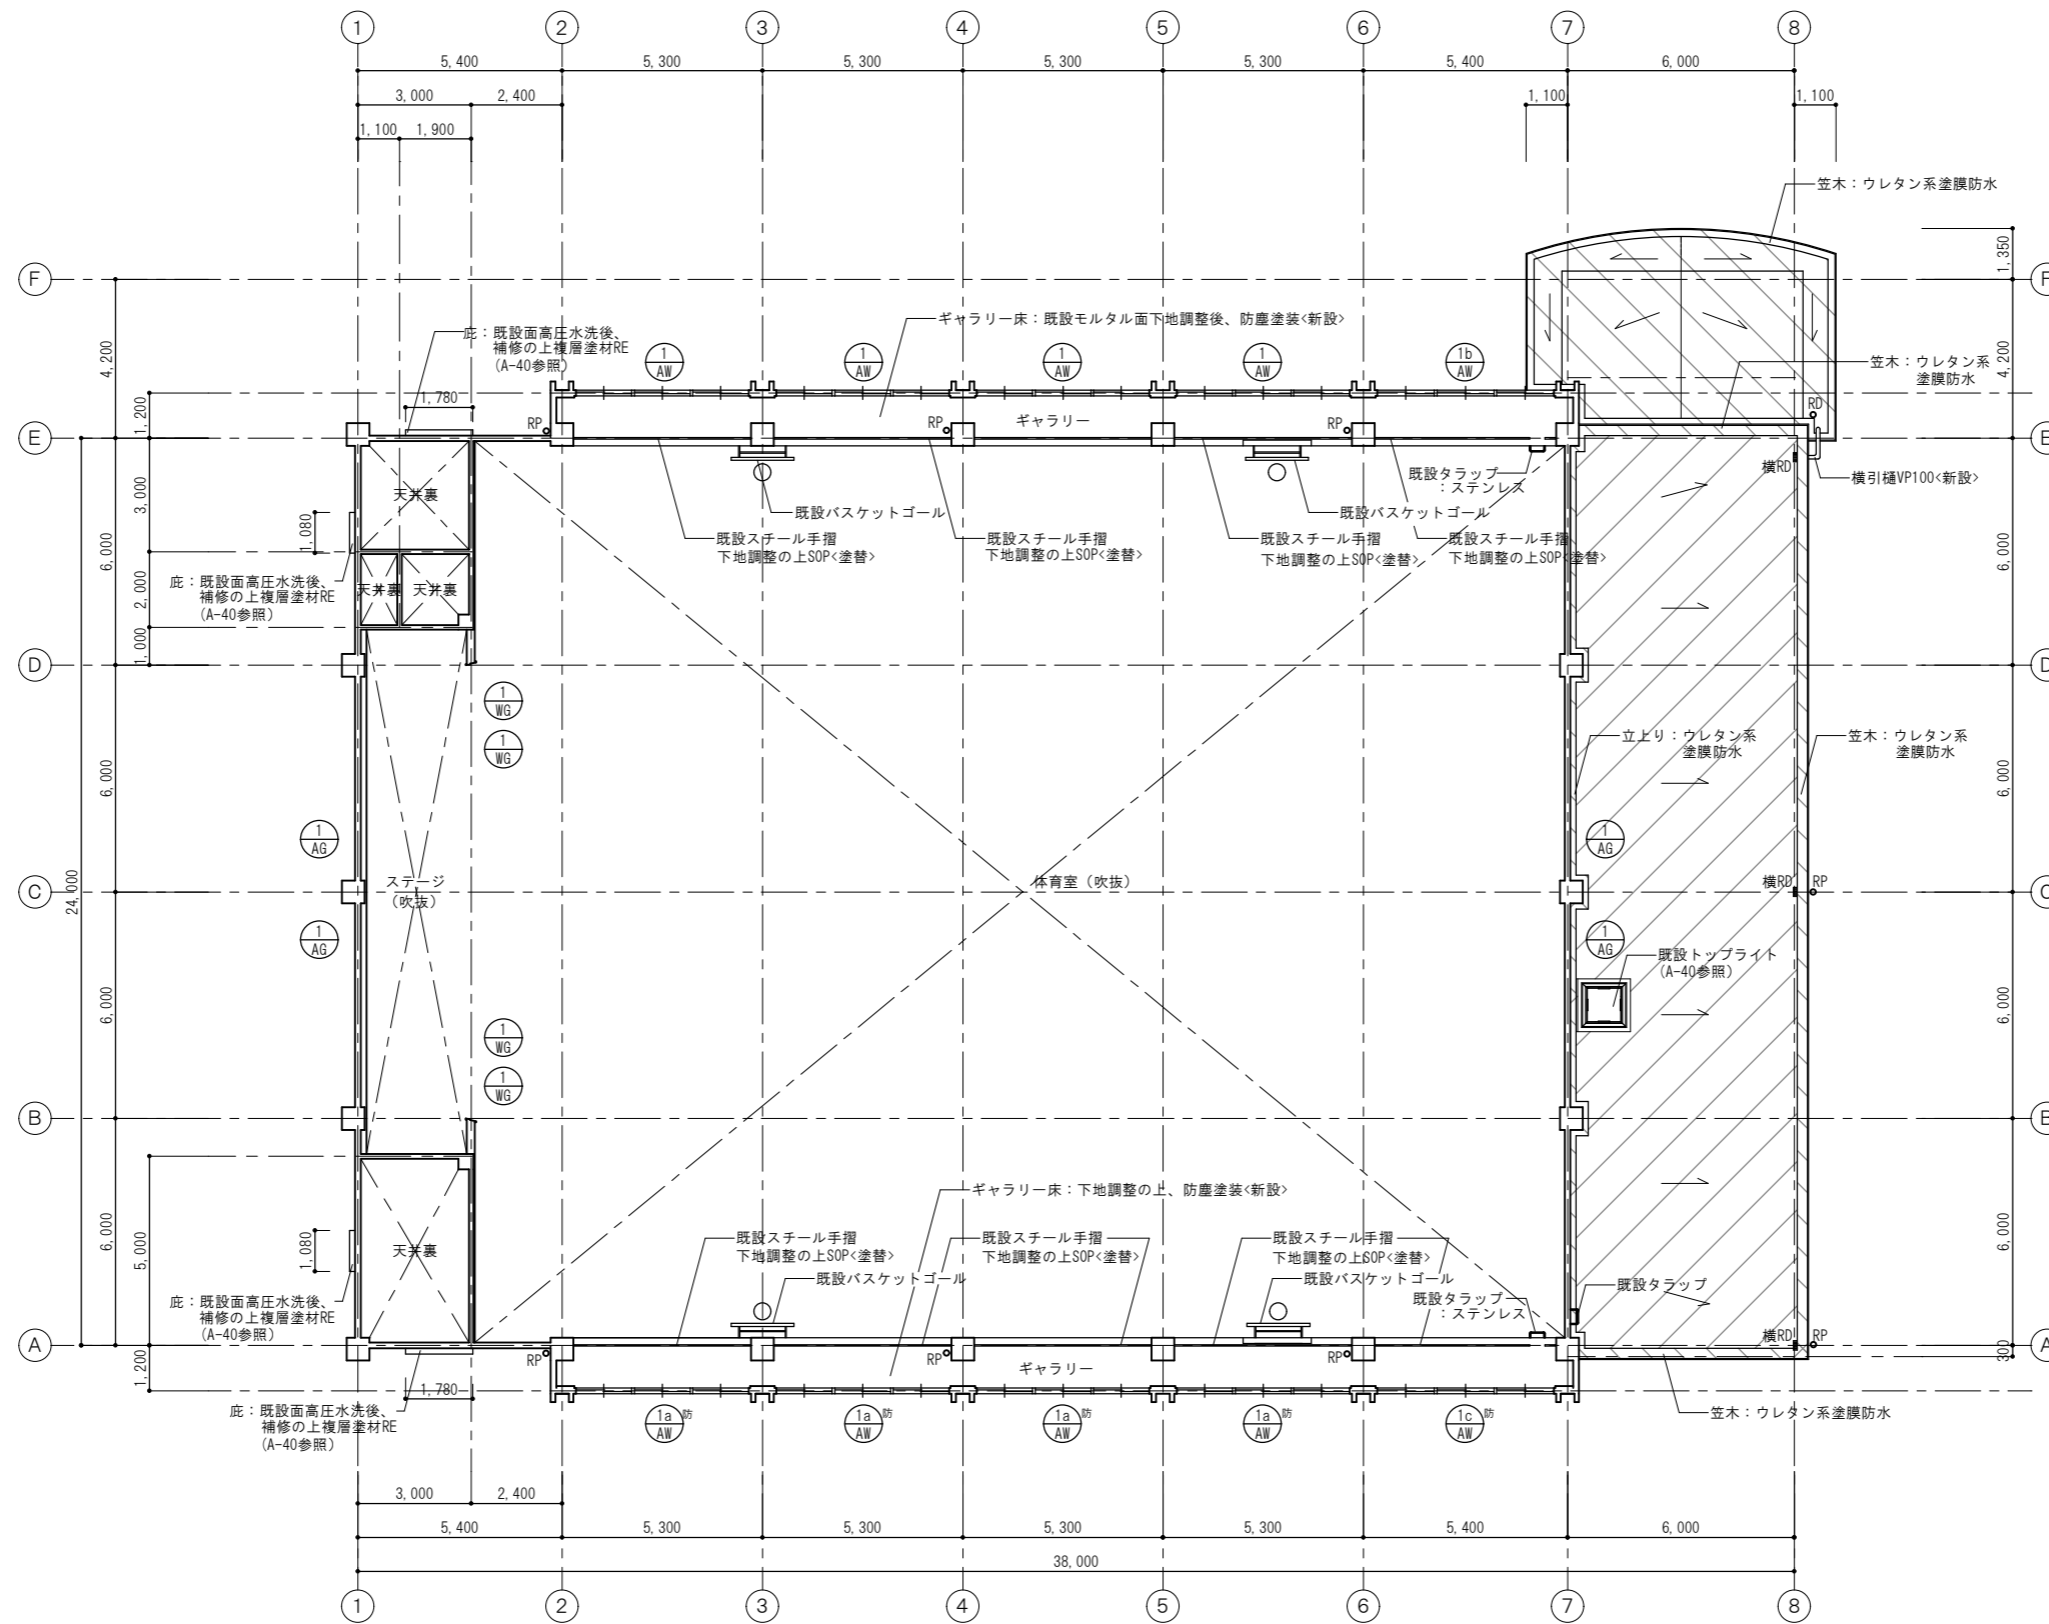 1 2 3 4 5 6 7 8
5,400 5,300 5,300 5,300 5,300 5,400 6,000
3,000 2,400 1,100 1,100
1,100 1,900
笠木：ウレタン系塗膜防水
1,350
F F
ギャラリー床：既設モルタル面下地調整後、防塵塗装<新設>
庇：既設面高圧水洗後、
補修の上複層塗材RE
(A-40参照)
4,200 4,200
1 AW
1 AW
1 AW
1 AW
1b AW
笠木：ウレタン系
塗膜防水
1,780
1,200
RP RP ギャラリー RP RD
E E
横RD
既設タラップ
：ステンレス
横引樋VP100<新設>
3,000
天井裏
1,080
既設バスケットゴール 既設バスケットゴール
既設スチール手摺
下地調整の上SOP<塗替>
既設スチール手摺
下地調整の上SOP<塗替>
既設スチール手摺
下地調整の上SOP<塗替>
既設スチール手摺
下地調整の上SOP<塗替>
6,000 6,000
庇：既設面高圧水洗後、
補修の上複層塗材RE
(A-40参照)
2,000
天井裏 天井裏
1,000
D D
1 WG
1 WG
立上り：ウレタン系
塗膜防水
笠木：ウレタン系
塗膜防水
6,000 6,000
1 AG
1 AG
24,000
C C
ステージ
(吹抜)
体育室（吹抜）
横RD RP
1 AG
1 AG
既設トップライト
(A-40参照)
6,000 6,000
1 WG
1 WG
B B
ギャラリー床：下地調整の上、防塵塗装<新設>
既設スチール手摺
下地調整の上SOP<塗替>
既設スチール手摺
下地調整の上SOP<塗替>
既設スチール手摺
下地調整の上SOP<塗替>
6,000 5,000 1,080 6,000
天井裏
既設バスケットゴール 既設バスケットゴール
既設タラップ
：ステンレス
既設タラップ
庇：既設面高圧水洗後、
補修の上複層塗材RE
(A-40参照)
A A
横RD RP
300
RP RP ギャラリー RP
1,200
1,780
庇：既設面高圧水洗後、
補修の上複層塗材RE
(A-40参照)
1a AW 防
1a AW 防
1a AW 防
1a AW 防
1c AW 防
笠木：ウレタン系塗膜防水
3,000 2,400
5,400 5,300 5,300 5,300 5,300 5,400 6,000
38,000
1 2 3 4 5 6 7 8